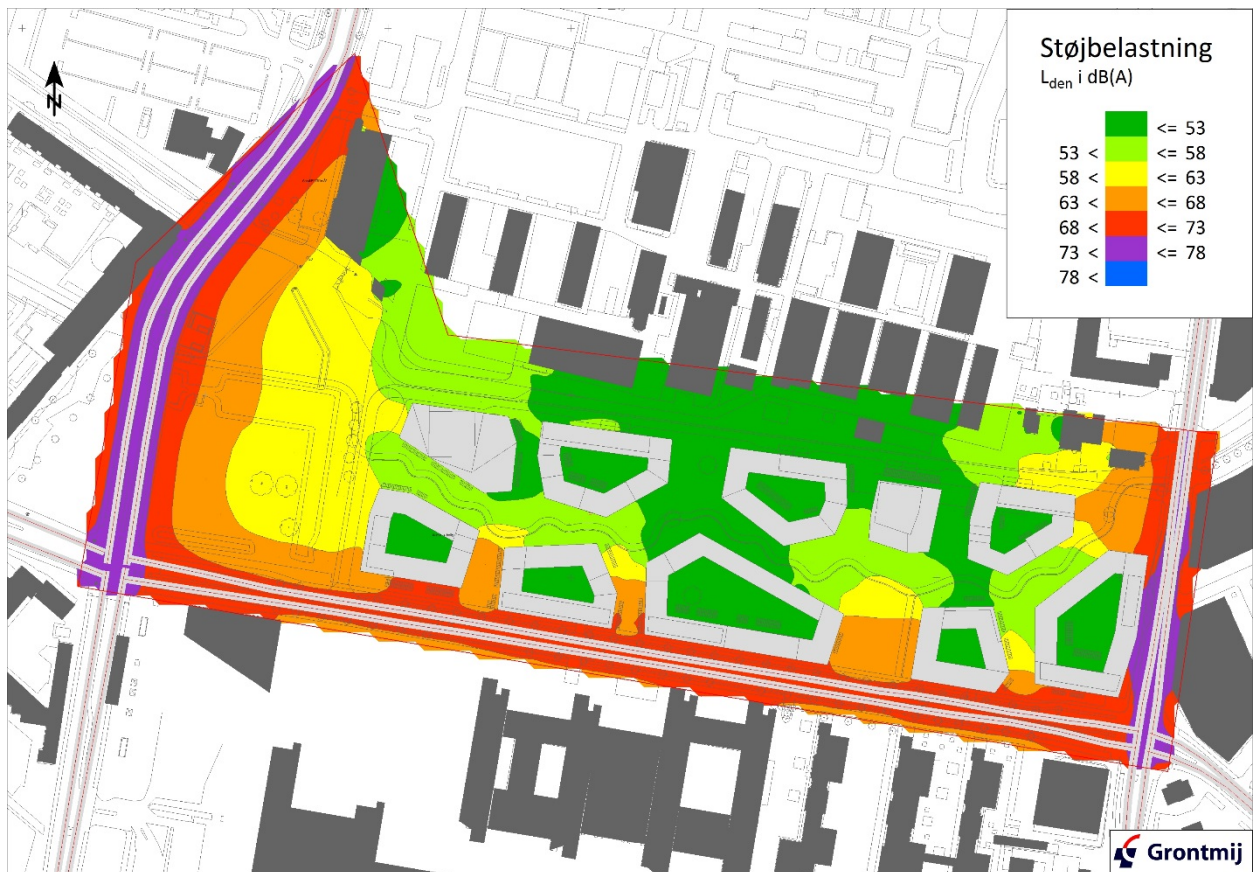 Støjbelastning
Lden i dB(A)
<= 53
53 < <= 58
58 < <= 63
63 < <= 68
68 < <= 73
73 < <= 78
78 <
N
Grontmij